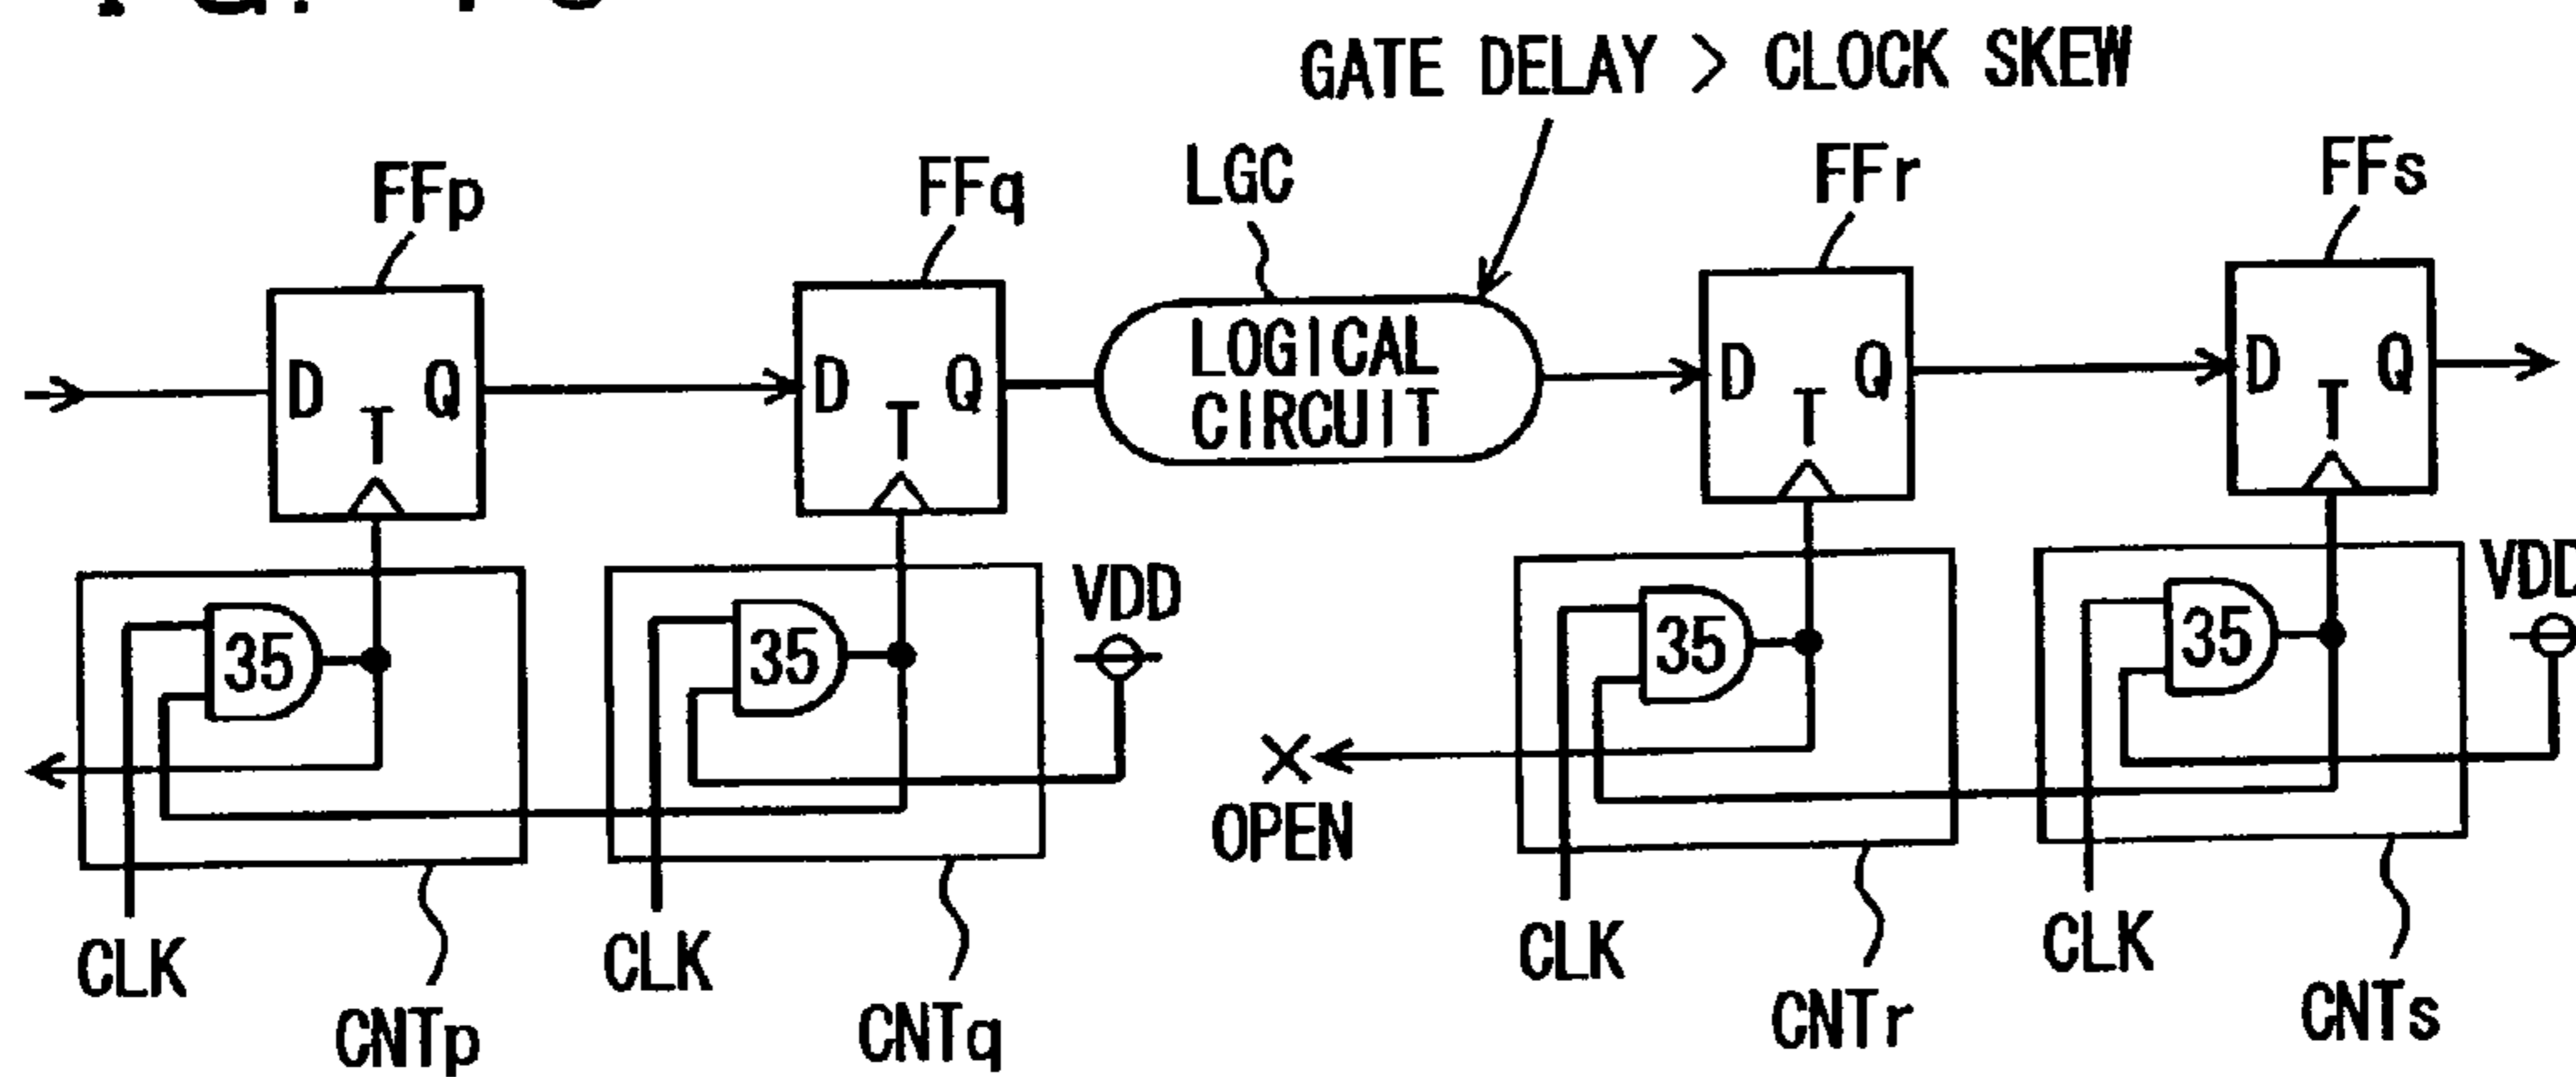 GATE DELAY > CLOCK SKEW
FFp
FFq
LGC
FFr
FFs
D Q
T
D Q
T
LOGICAL
CIRCUIT
D Q
T
D Q
T
35
35
VDD
35
35
VDD
OPEN
CLK
CLK
CLK
CLK
CNTp
CNTq
CNTr
CNTs